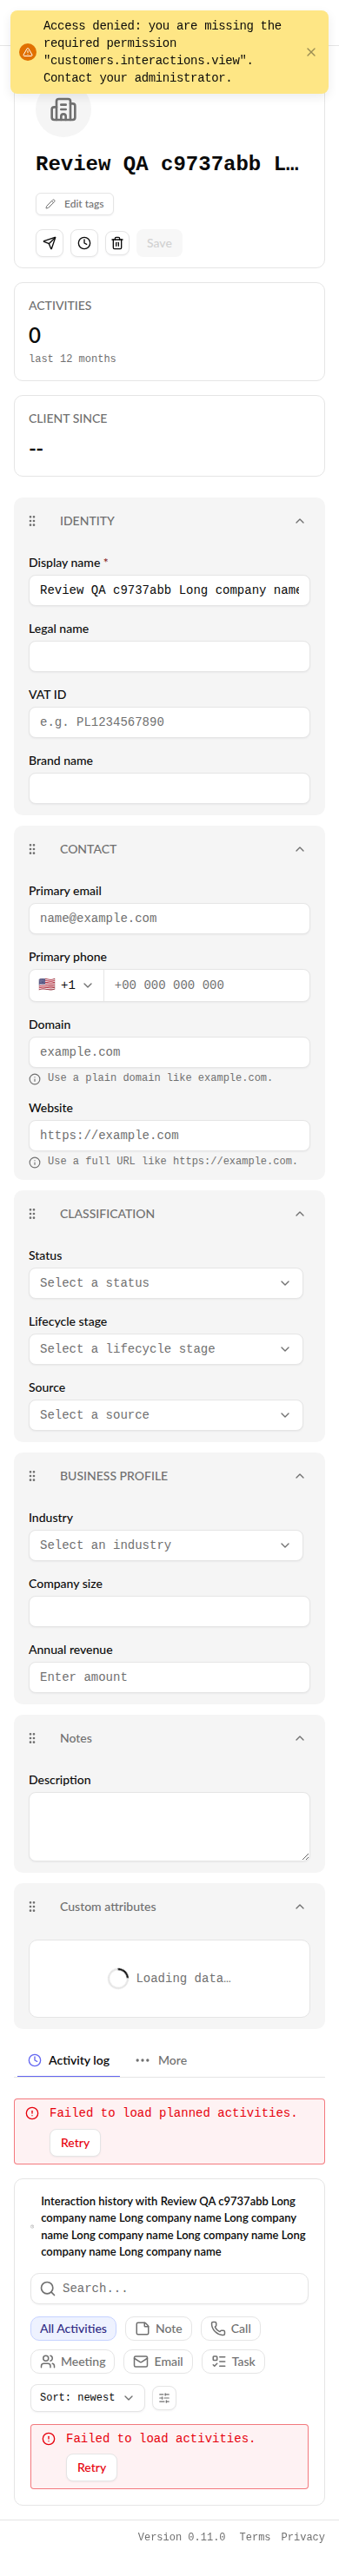 Access denied: you are missing the
required permission
"customers.interactions.view".
Contact your administrator.
Review QA c9737abb L…
Edit tags
Save
ACTIVITIES
0
last 12 months
CLIENT SINCE
--
IDENTITY
Display name *
Review QA c9737abb Long company name
Legal name
VAT ID
e.g. PL1234567890
Brand name
CONTACT
Primary email
name@example.com
Primary phone
+1 +00 000 000 000
Domain
example.com
Use a plain domain like example.com.
Website
https://example.com
Use a full URL like https://example.com.
CLASSIFICATION
Status
Select a status
Lifecycle stage
Select a lifecycle stage
Source
Select a source
BUSINESS PROFILE
Industry
Select an industry
Company size
Annual revenue
Enter amount
Notes
Description
Custom attributes
Loading data…
Activity log More
Failed to load planned activities.
Retry
Interaction history with Review QA c9737abb Long
company name Long company name Long company
name Long company name Long company name Long
company name Long company name
Search...
All Activities Note Call
Meeting Email Task
Sort: newest
Failed to load activities.
Retry
Version 0.11.0 Terms Privacy